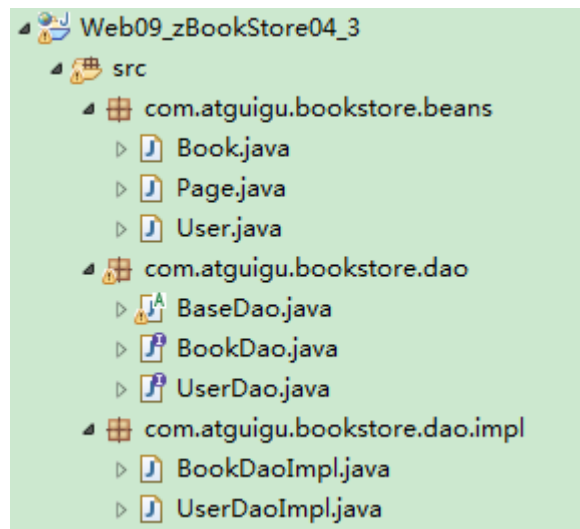 Web09_zBookStore04_3
src
com.atguigu.bookstore.beans
Book.java
Page.java
User.java
com.atguigu.bookstore.dao
BaseDao.java
BookDao.java
UserDao.java
com.atguigu.bookstore.dao.impl
BookDaoImpl.java
UserDaoImpl.java